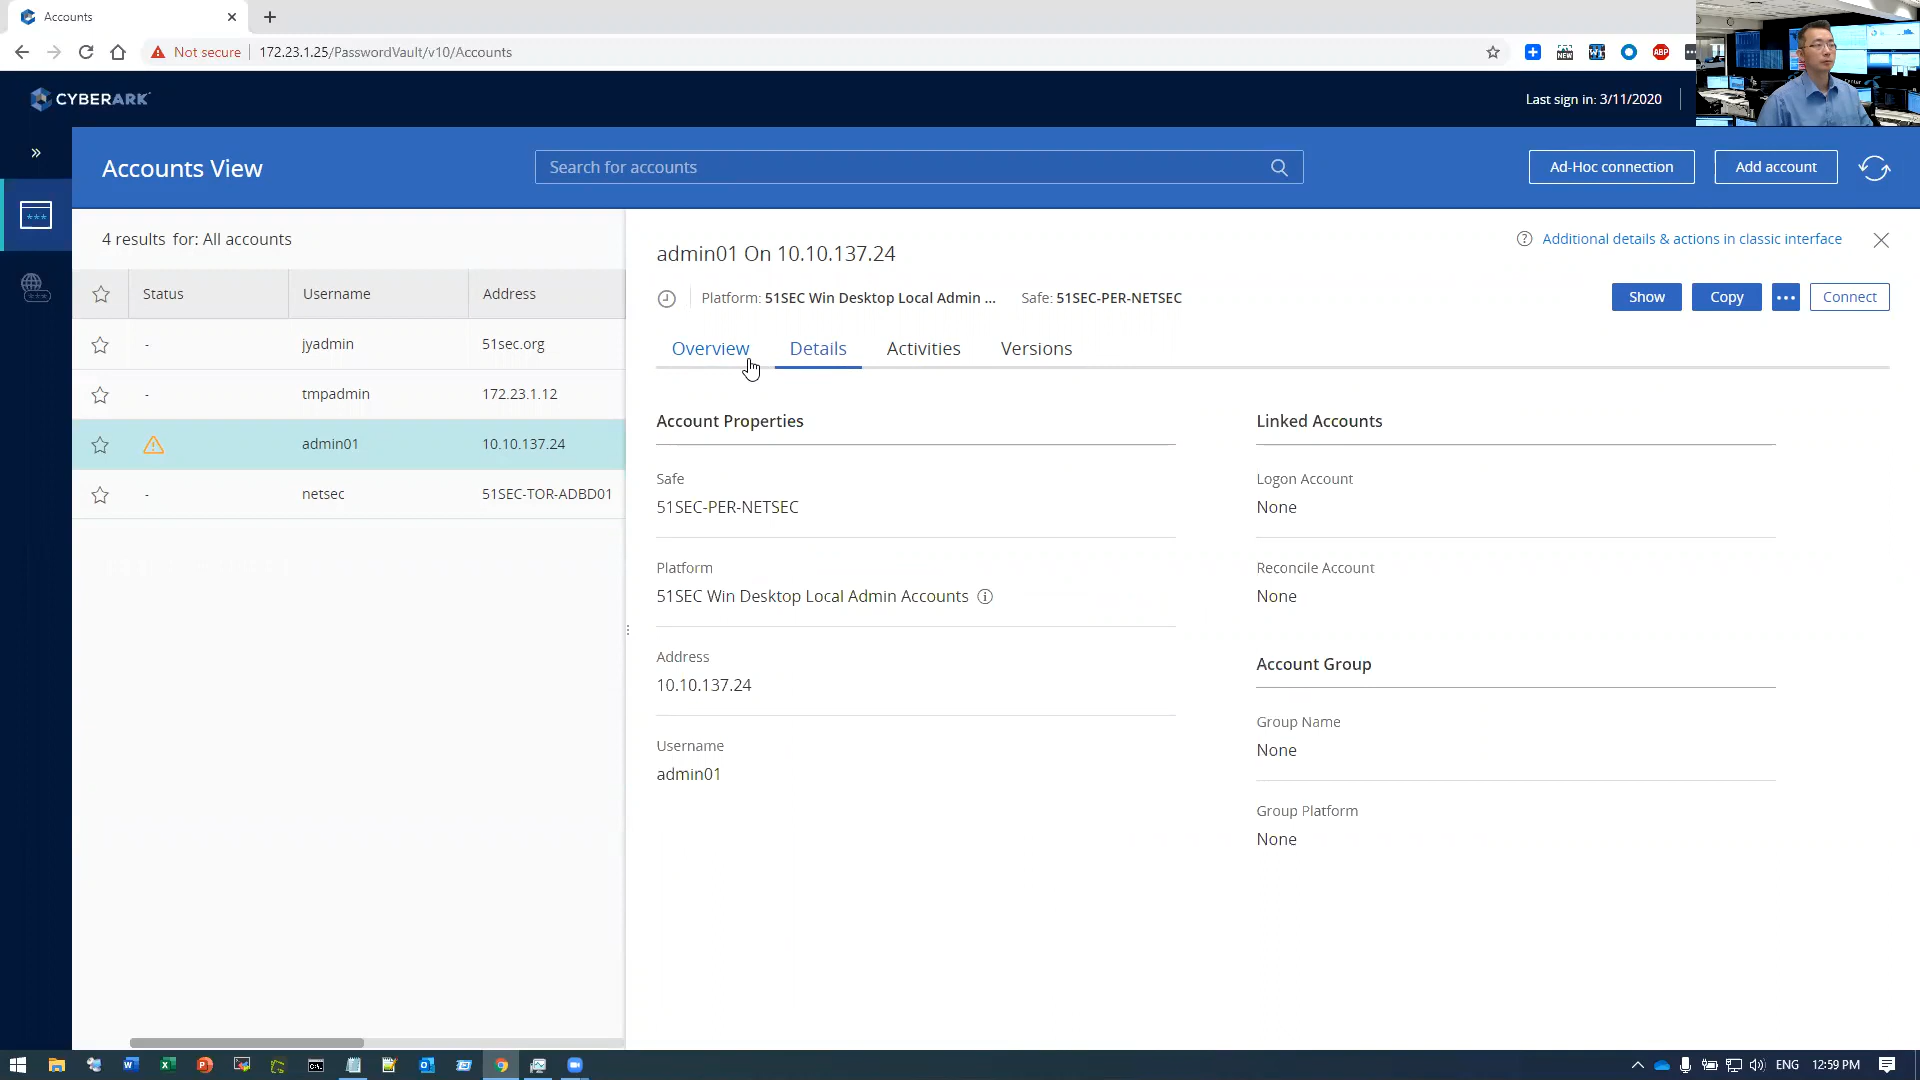 Accounts
Not secure
172.23.1.25/PasswordVault/v10/Accounts
NEW
ABP
CYBERARK
Last sign in: 3/11/2020
Accounts View
Search for accounts
Ad-Hoc connection
Add account
4 results for: All accounts
Status Username Address
- jyadmin 51sec.org
- tmpadmin 172.23.1.12
admin01 10.10.137.24
- netsec 51SEC-TOR-ADBD01
admin01 On 10.10.137.24
Additional details & actions in classic interface
Platform: 51SEC Win Desktop Local Admin ...
Safe: 51SEC-PER-NETSEC
Show
Copy
Connect
Overview Details Activities Versions
Account Properties
Safe
51SEC-PER-NETSEC
Platform
51SEC Win Desktop Local Admin Accounts
Address
10.10.137.24
Username
admin01
Linked Accounts
Logon Account
None
Reconcile Account
None
Account Group
Group Name
None
Group Platform
None
ENG
12:59 PM